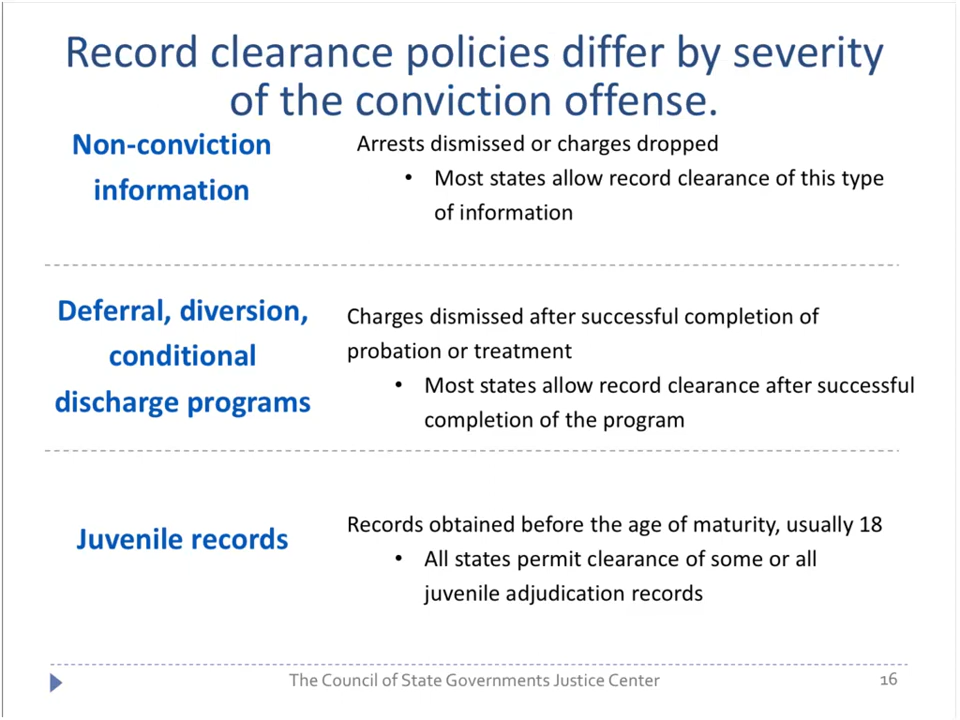 Record clearance policies differ by severity
of the conviction offense.
Non-conviction
information
Arrests dismissed or charges dropped
• Most states allow record clearance of this type
of information
Deferral, diversion,
conditional
discharge programs
Charges dismissed after successful completion of
probation or treatment
• Most states allow record clearance after successful
completion of the program
Juvenile records
Records obtained before the age of maturity, usually 18
• All states permit clearance of some or all
juvenile adjudication records
The Council of State Governments Justice Center
16